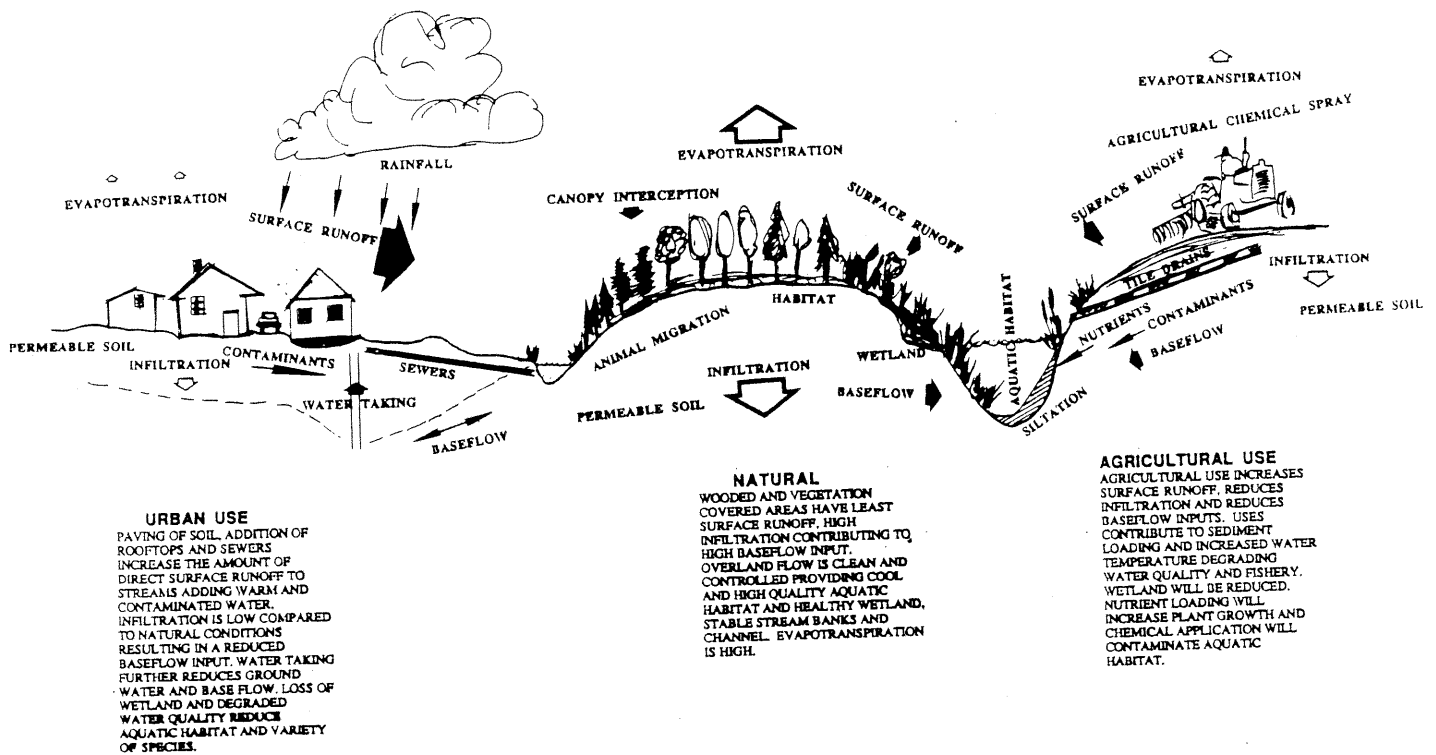 EVAPOTRANSPIRATION
AGRICULTURAL CHEMICAL SPRAY
RAINFALL
EVAPOTRANSPIRATION
SURFACE RUNOFF
EVAPOTRANSPIRATION
CANOPY INTERCEPTION
SURFACE RUNOFF
SURFACE RUNOFF
HABITAT
AQUATIC HABITAT
TILE DRAINS
INFILTRATION
PERMEABLE SOIL
PERMEABLE SOIL
INFILTRATION
CONTAMINANTS
SEWERS
ANIMAL MIGRATION
WETLAND
NUTRIENTS
CONTAMINANTS
BASEFLOW
WATER TAKING
INFILTRATION
PERMEABLE SOIL
BASEFLOW
SILTATION
BASEFLOW
URBAN USE
PAVING OF SOIL, ADDITION OF
ROOFTOPS AND SEWERS
INCREASE THE AMOUNT OF
DIRECT SURFACE RUNOFF TO
STREAMS ADDING WARM AND
CONTAMINATED WATER.
INFILTRATION IS LOW COMPARED
TO NATURAL CONDITIONS
RESULTING IN A REDUCED
BASEFLOW INPUT. WATER TAKING
FURTHER REDUCES GROUND
WATER AND BASE FLOW. LOSS OF
WETLAND AND DEGRADED
WATER QUALITY REDUCE
AQUATIC HABITAT AND VARIETY
OF SPECIES.
NATURAL
WOODED AND VEGETATION
COVERED AREAS HAVE LEAST
SURFACE RUNOFF, HIGH
INFILTRATION CONTRIBUTING TO
HIGH BASEFLOW INPUT.
OVERLAND FLOW IS CLEAN AND
CONTROLLED PROVIDING COOL
AND HIGH QUALITY AQUATIC
HABITAT AND HEALTHY WETLAND,
STABLE STREAM BANKS AND
CHANNEL. EVAPOTRANSPIRATION
IS HIGH.
AGRICULTURAL USE
AGRICULTURAL USE INCREASES
SURFACE RUNOFF, REDUCES
INFILTRATION AND REDUCES
BASEFLOW INPUTS. USES
CONTRIBUTE TO SEDIMENT
LOADING AND INCREASED WATER
TEMPERATURE DEGRADING
WATER QUALITY AND FISHERY.
WETLAND WILL BE REDUCED.
NUTRIENT LOADING WILL
INCREASE PLANT GROWTH AND
CHEMICAL APPLICATION WILL
CONTAMINATE AQUATIC
HABITAT.